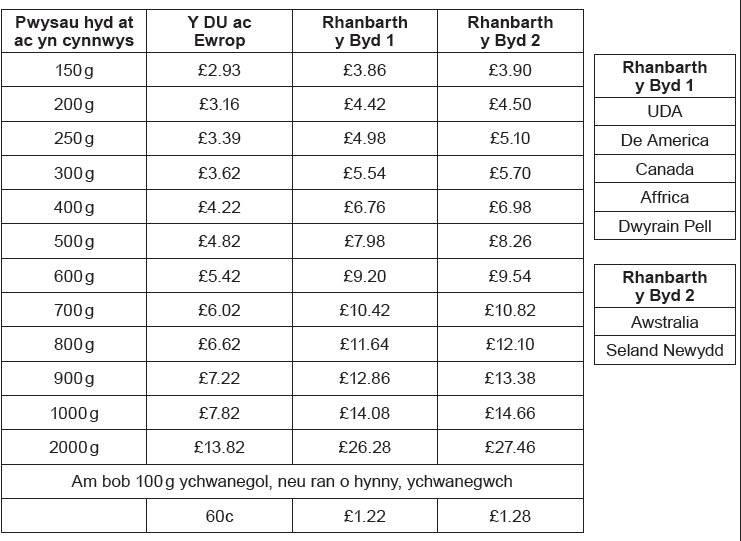 Pwysau hyd at
ac yn cynnwys
Y DU ac
Ewrop
Rhanbarth
y Byd 1
Rhanbarth
y Byd 2
150g £2.93 £3.86 £3.90
200g £3.16 £4.42 £4.50
250g £3.39 £4.98 £5.10
300g £3.62 £5.54 £5.70
400g £4.22 £6.76 £6.98
500g £4.82 £7.98 £8.26
600g £5.42 £9.20 £9.54
700g £6.02 £10.42 £10.82
800g £6.62 £11.64 £12.10
900g £7.22 £12.86 £13.38
1000g £7.82 £14.08 £14.66
2000g £13.82 £26.28 £27.46
Am bob 100g ychwanegol, neu ran o hynny, ychwanegwch
60c £1.22 £1.28
Rhanbarth
y Byd 1
UDA
De America
Canada
Affrica
Dwyrain Pell
Rhanbarth
y Byd 2
Awstralia
Seland Newydd